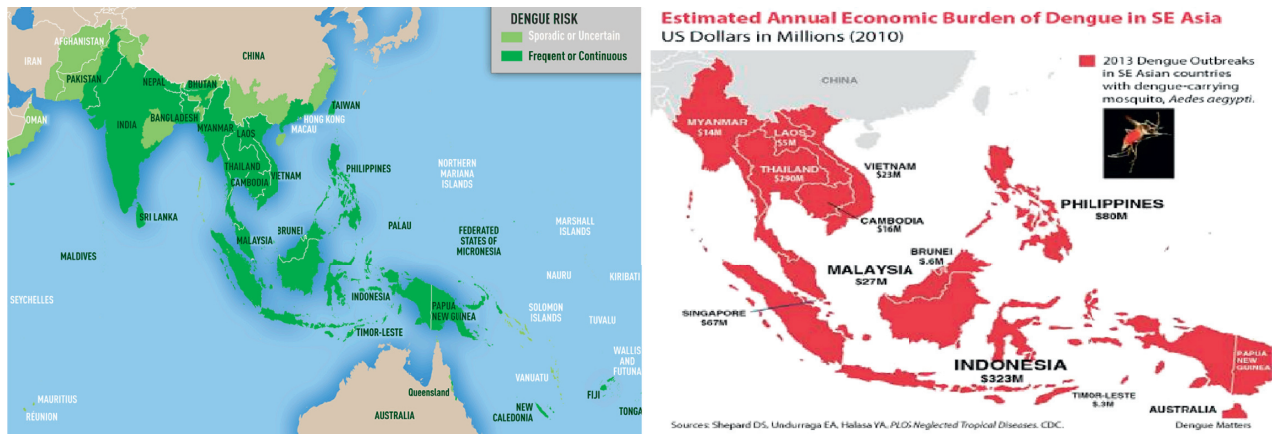 DENGUE RISK
Sporadic or Uncertain
Frequent or Continuous
AFGHANISTAN
IRAN
CHINA
PAKISTAN
NEPAL
BHUTAN
OMAN
INDIA
BANGLADESH
MYANMAR
LAOS
TAIWAN
HONG KONG
MACAU
THAILAND
CAMBODIA
VIETNAM
PHILIPPINES
NORTHERN
MARIANA
ISLANDS
SRI LANKA
MALDIVES
MALAYSIA
BRUNEI
PALAU
FEDERATED
STATES OF
MICRONESIA
MARSHALL
ISLANDS
SEYCHELLES
NAURU
KIRIBATI
INDONESIA
PAPUA
NEW GUINEA
SOLOMON
ISLANDS
TUVALU
TIMOR-LESTE
WALLIS
AND
FUTUNA
VANUATU
MAURITIUS
RÉUNION
Queensland
AUSTRALIA
NEW
CALEDONIA
FIJI
TONGA
Estimated Annual Economic Burden of Dengue in SE Asia
US Dollars in Millions (2010)
2013 Dengue Outbreaks
in SE Asian countries
with dengue-carrying
mosquito, Aedes aegypti.
CHINA
MYANMAR
$14M
LAOS
$5M
THAILAND
$290M
VIETNAM
$23M
CAMBODIA
$16M
PHILIPPINES
$80M
BRUNEI
$.6M
MALAYSIA
$27M
SINGAPORE
$67M
INDONESIA
$323M
PAPUA
NEW
GUINEA
TIMOR-LESTE
$.3M
AUSTRALIA
Sources: Shepard DS, Undurraga EA, Halasa YA, PLOS Neglected Tropical Diseases. CDC.
Dengue Matters